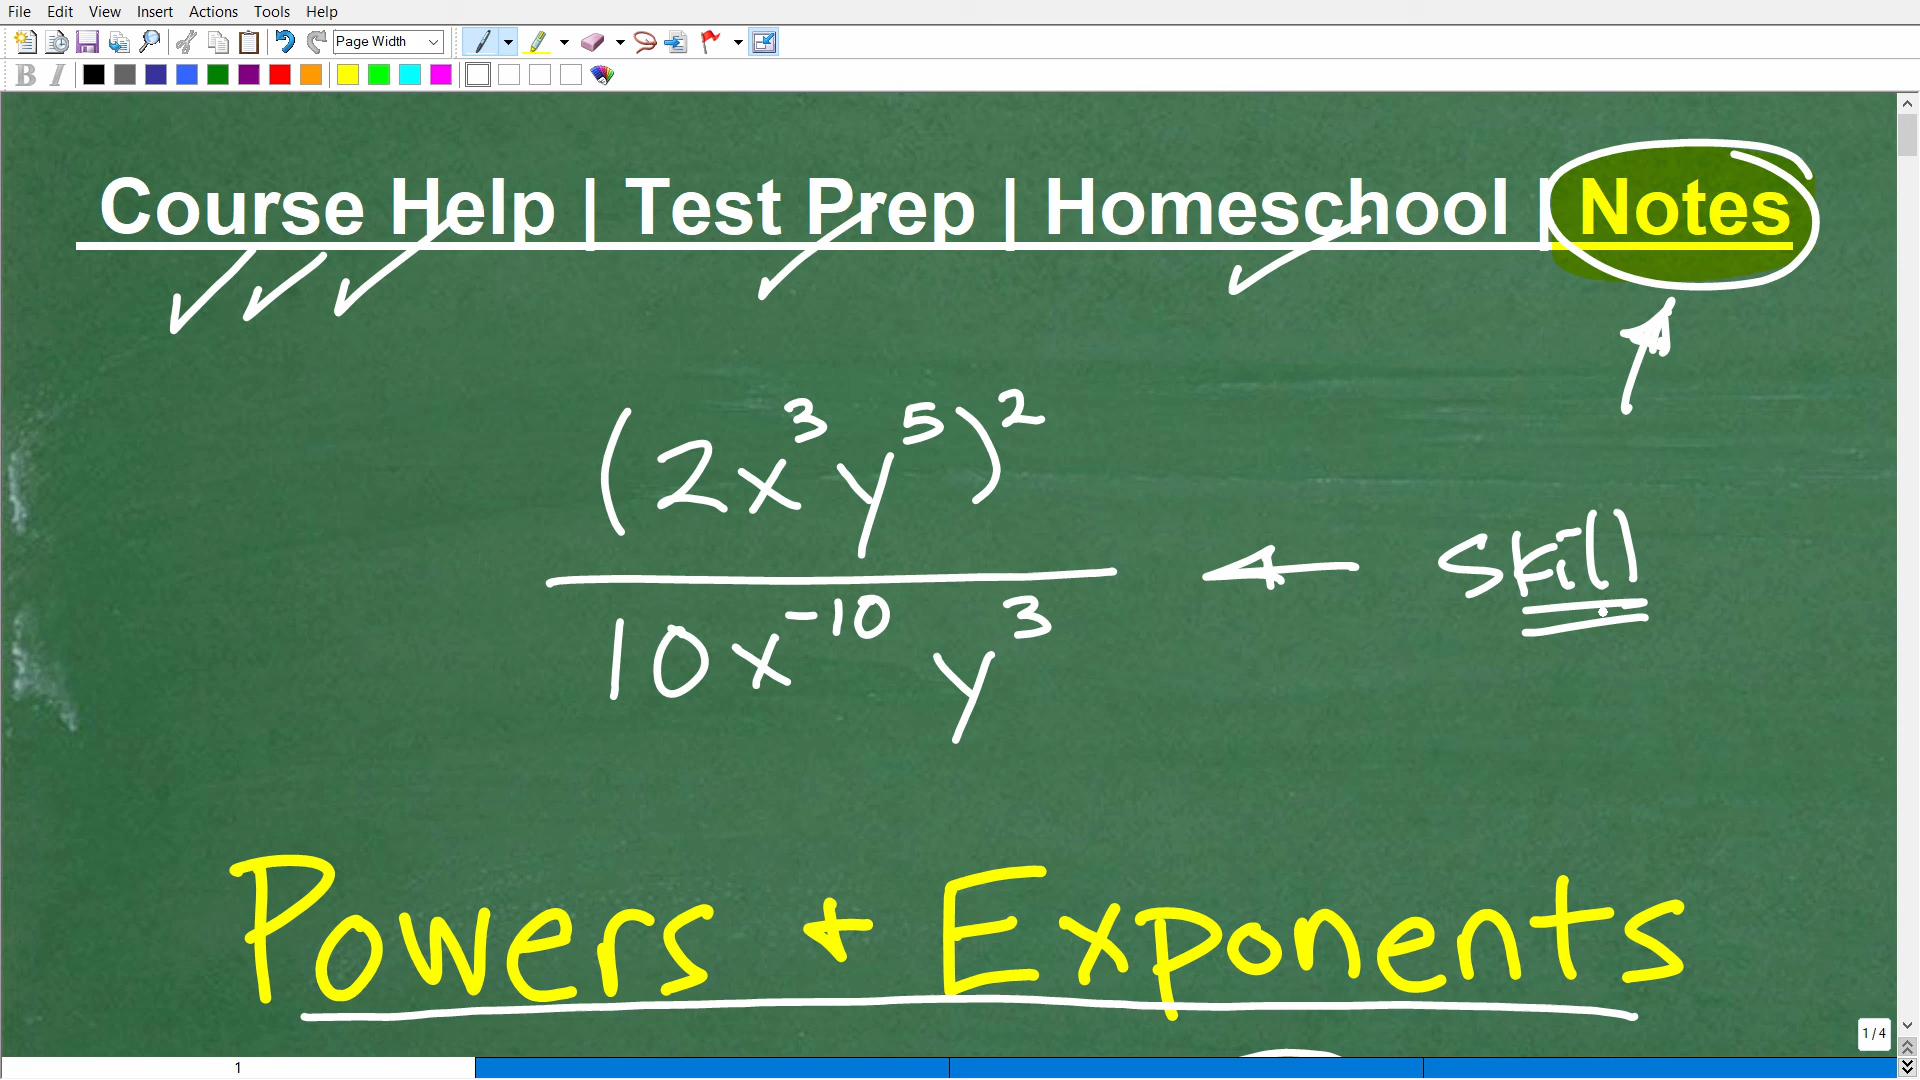 File Edit View Insert Actions Tools Help
Page Width
B I
Course Help | Test Prep | Homeschool | Notes
(2x³y⁵)²
10x⁻¹⁰y³
Skill
Powers + Exponents
1 / 4
1